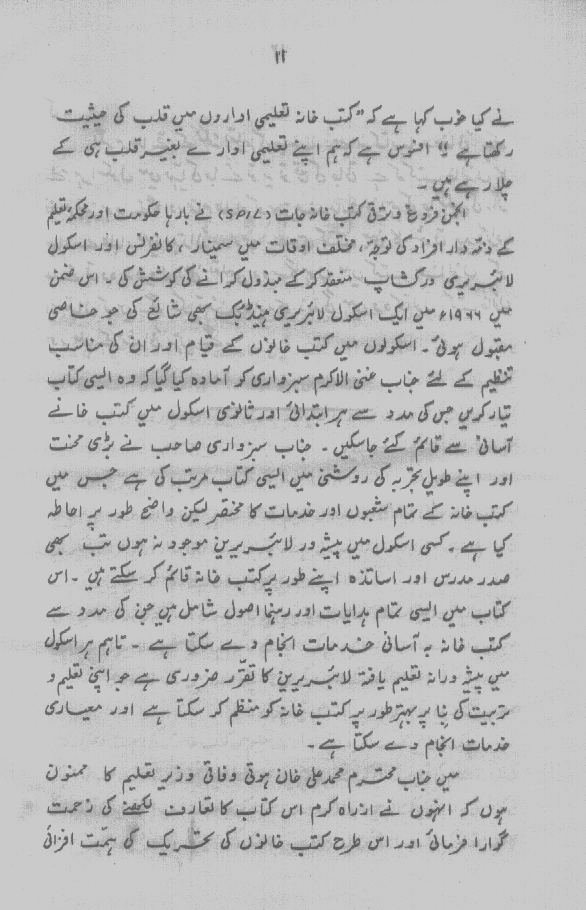 ۱۱
نے کیا خوب کہا ہے کہ "کتب خانہ تعلیمی اداروں میں قلب کی حیثیت
رکھتا ہے"۔ افسوس ہے کہ ہم اپنے تعلیمی ادارے بغیر قلب ہی کے
چلا رہے ہیں۔
انجمن فروغ و ترقی کتب خانہ جات (SPIL) نے بارہا حکومت اور محکمہ تعلیم
کے ذمہ دار افراد کی توجہ، مختلف اوقات میں سمینار، کانفرنس اور اسکول
لائبریری ورکشاپ منعقد کر کے مبذول کرانے کی کوشش کی۔ اس ضمن
میں ۱۹۶۶ء میں ایک اسکول لائبریری ہینڈبک بھی شائع کی جو خاصی
مقبول ہوئی۔ اسکولوں میں کتب خانوں کے قیام اور ان کی مناسب
تنظیم کے لئے جناب غنی الاکرم سبزواری کو آمادہ کیا گیا کہ وہ ایسی کتاب
تیار کریں جس کی مدد سے ہر ابتدائی اور ثانوی اسکول میں کتب خانے
آسانی سے قائم کئے جاسکیں۔ جناب سبزواری صاحب نے بڑی محنت
اور اپنے طویل تجربہ کی روشنی میں ایسی کتاب مرتب کی ہے جس میں
کتب خانہ کے تمام شعبوں اور خدمات کا مختصر لیکن واضح طور پر احاطہ
کیا ہے۔ کسی اسکول میں پیشہ ور لائبریرین موجود نہ ہوں تب بھی
صدر مدرس اور اساتذہ اپنے طور پر کتب خانہ قائم کر سکتے ہیں۔ اس
کتاب میں ایسی تمام ہدایات اور رہنما اصول شامل ہیں جن کی مدد سے
کتب خانہ بہ آسانی خدمات انجام دے سکتا ہے۔ تاہم ہر اسکول
میں پیشہ ورانہ تعلیم یافتہ لائبریرین کا تقرر ضروری ہے جو اپنی تعلیم و
تربیت کی بنا پر بہتر طور پر کتب خانہ کو منظم کر سکتا ہے اور معیاری
خدمات انجام دے سکتا ہے۔
میں جناب محترم محمد علی خان ہوتی وفاقی وزیر تعلیم کا ممنون
ہوں کہ انہوں نے ازراہ کرم اس کتاب کا تعارف لکھنے کی زحمت
گوارا فرمائی اور اس طرح کتب خانوں کی تحریک کی ہمت افزائی